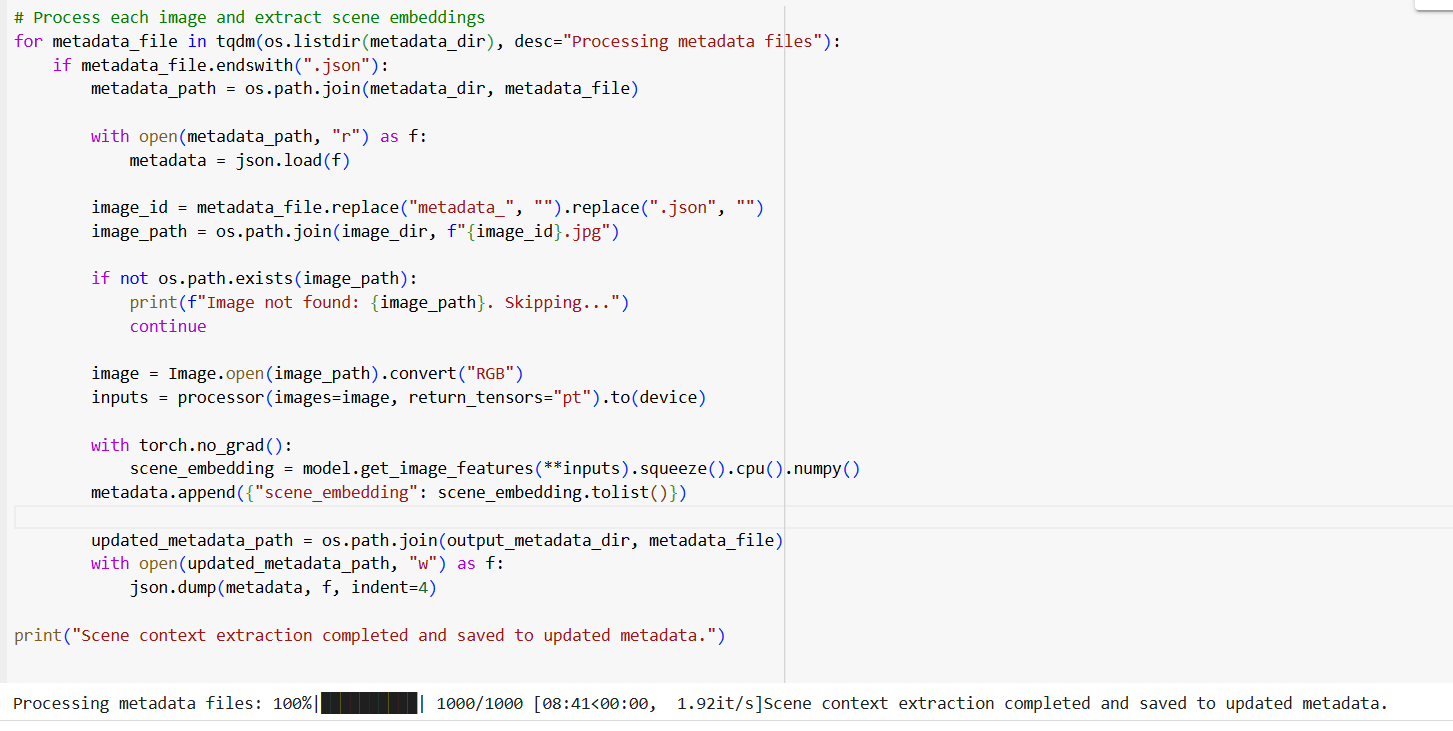 # Process each image and extract scene embeddings
for metadata_file in tqdm(os.listdir(metadata_dir), desc="Processing metadata files"):
    if metadata_file.endswith(".json"):
        metadata_path = os.path.join(metadata_dir, metadata_file)
        with open(metadata_path, "r") as f:
            metadata = json.load(f)
        image_id = metadata_file.replace("metadata_", "").replace(".json", "")
        image_path = os.path.join(image_dir, f"{image_id}.jpg")
        if not os.path.exists(image_path):
            print(f"Image not found: {image_path}. Skipping...")
            continue
        image = Image.open(image_path).convert("RGB")
        inputs = processor(images=image, return_tensors="pt").to(device)
        with torch.no_grad():
            scene_embedding = model.get_image_features(**inputs).squeeze().cpu().numpy()
        metadata.append({"scene_embedding": scene_embedding.tolist()})
        updated_metadata_path = os.path.join(output_metadata_dir, metadata_file)
        with open(updated_metadata_path, "w") as f:
            json.dump(metadata, f, indent=4)
print("Scene context extraction completed and saved to updated metadata.")
Processing metadata files: 100%|██████████| 1000/1000 [08:41<00:00,  1.92it/s]Scene context extraction completed and saved to updated metadata.